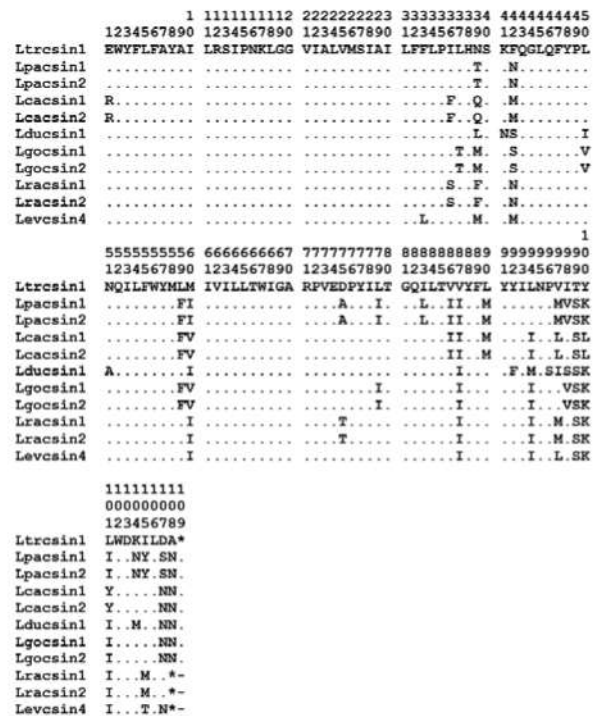 1 1111111112 2222222223 3333333334 4444444445
1234567890 1234567890 1234567890 1234567890 1234567890
Ltrcsin1 EWYFLFAYAI LRSIPNKLGG VIALVMSIAI LFFLPILHNS KFQGLQFYPL
Lpacsin1 .......... .......... .......... ........T. .N........
Lpacsin2 .......... .......... .......... ........T. .N........
Lcacsin1 R......... .......... .......... .....F..Q. .M........
Lcacsin2 R......... .......... .......... .....F..Q. .M........
Lducsin1 .......... .......... .......... ........L. NS.......I
Lgocsin1 .......... .......... .......... ......T.M. .S.......V
Lgocsin2 .......... .......... .......... ......T.M. .S.......V
Lracsin1 .......... .......... .......... .....S..F. .N........
Lracsin2 .......... .......... .......... .....S..F. .N........
Levcsin4 .......... .......... .......... ..L.....M. .M........
1
5555555556 6666666667 7777777778 8888888889 9999999990
1234567890 1234567890 1234567890 1234567890 1234567890
Ltrcsin1 NQILFWYMLM IVILLTWIGA RPVEDPYILT GQILTVVYFL YYILNPVITY
Lpacsin1 ........FI .......... ....A...I. ..L..II..M ......MVSK
Lpacsin2 ........FI .......... ....A...I. ..L..II..M ......MVSK
Lcacsin1 ........FV .......... .......... .....II..M ...I..L.SL
Lcacsin2 ........FV .......... .......... .....II..M ...I..L.SL
Lducsin1 A........I .......... .......... ......I... .F.M.SISSK
Lgocsin1 ........FV .......... ........I. ......I... ...I...VSK
Lgocsin2 ........FV .......... ........I. ......I... ...I...VSK
Lracsin1 .........I .......... ....T..... ......I... ...I..M.SK
Lracsin2 .........I .......... ....T..... ......I... ...I..M.SK
Levcsin4 .........I .......... .......... ......I... ...I..L.SK
111111111
000000000
123456789
Ltrcsin1 LWDKILDA*
Lpacsin1 I..NY.SN.
Lpacsin2 I..NY.SN.
Lcacsin1 Y.....NN.
Lcacsin2 Y.....NN.
Lducsin1 I..M..NN.
Lgocsin1 I.....NN.
Lgocsin2 I.....NN.
Lracsin1 I...M..*-
Lracsin2 I...M..*-
Levcsin4 I...T.N*-